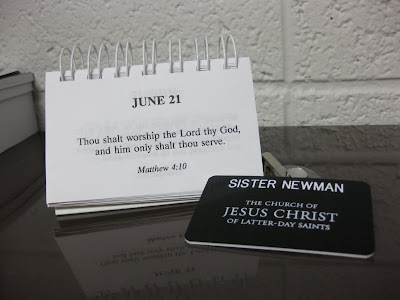 JUNE 21
Thou shalt worship the Lord thy God,
and him only shalt thou serve.
Matthew 4:10
SISTER NEWMAN
THE CHURCH OF
JESUS CHRIST
OF LATTER-DAY SAINTS